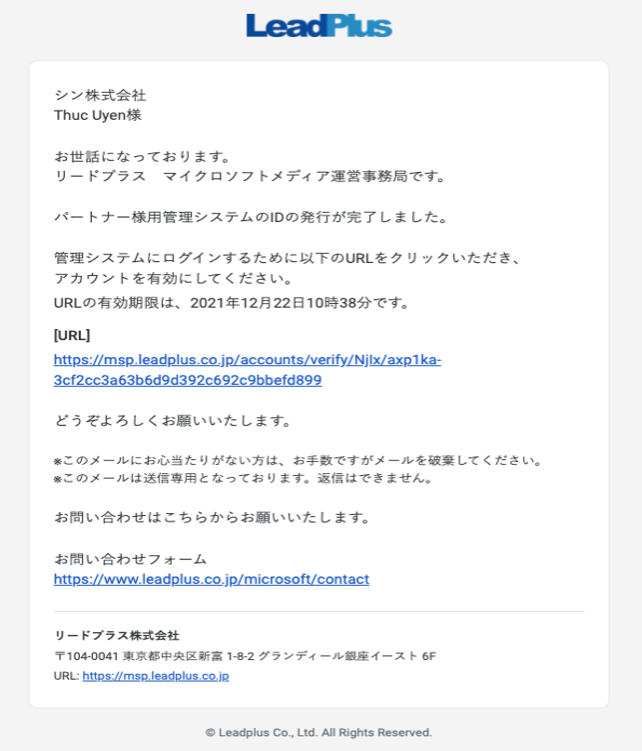 LeadPlus
シン株式会社
Thuc Uyen様
お世話になっております。
リードプラス　マイクロソフトメディア運営事務局です。
パートナー様用管理システムのIDの発行が完了しました。
管理システムにログインするために以下のURLをクリックいただき、
アカウントを有効にしてください。
URLの有効期限は、2021年12月22日10時38分です。
[URL]
https://msp.leadplus.co.jp/accounts/verify/NjIx/axp1ka-
3cf2cc3a63b6d9d392c692c9bbefd899
どうぞよろしくお願いいたします。
※このメールにお心当たりがない方は、お手数ですがメールを破棄してください。
※このメールは送信専用となっております。返信はできません。
お問い合わせはこちらからお願いいたします。
お問い合わせフォーム
https://www.leadplus.co.jp/microsoft/contact
リードプラス株式会社
〒104-0041 東京都中央区新富 1-8-2 グランディール銀座イースト 6F
URL: https://msp.leadplus.co.jp
© Leadplus Co., Ltd. All Rights Reserved.